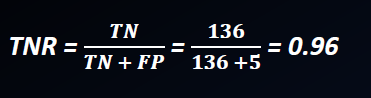 TNR = TN / TN + FP = 136 / 136 +5 = 0.96